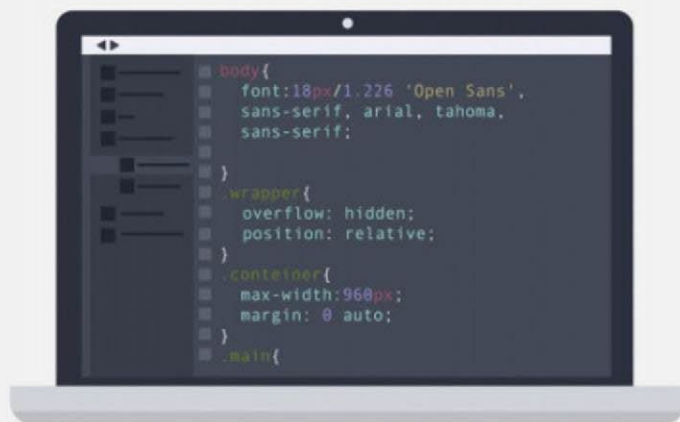 body{
font:18px/1.226 'Open Sans',
sans-serif, arial, tahoma,
sans-serif;
}
.wrapper{
overflow: hidden;
position: relative;
}
.conteiner{
max-width:960px;
margin: 0 auto;
}
.main{